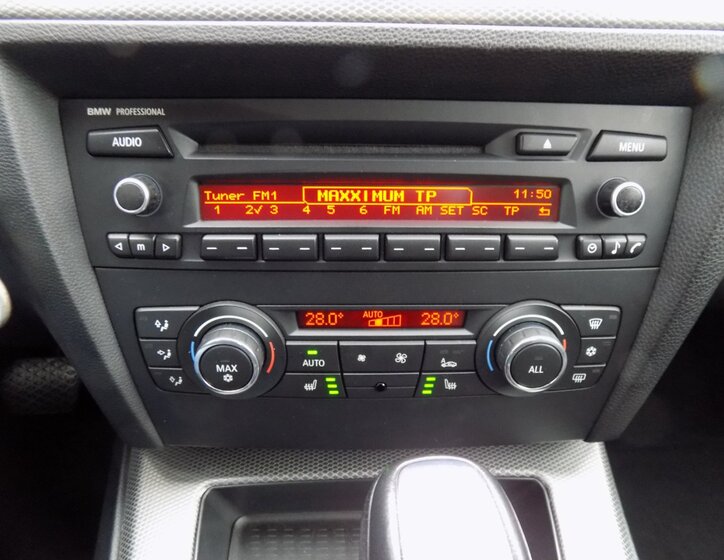 BMW PROFESSIONAL
AUDIO
MENU
Tuner FM1 MAXXIMUM TP 11:50
1 2✓ 3 4 5 6 FM AM SET SC TP
m
28.0° AUTO 28.0°
MAX
AUTO
A
ALL